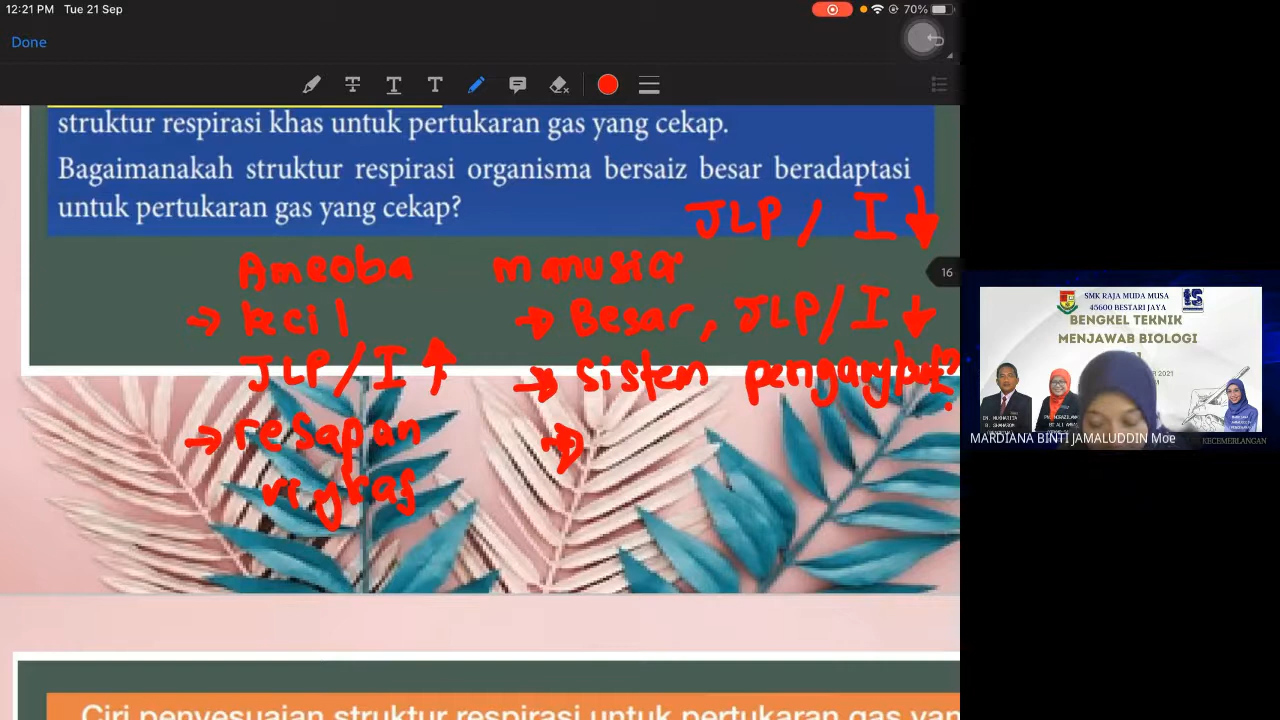 12:21 PM Tue 21 Sep
70%
Done
struktur respirasi khas untuk pertukaran gas yang cekap.
Bagaimanakah struktur respirasi organisma bersaiz besar beradaptasi
untuk pertukaran gas yang cekap?
JLP / I ↓
16
Ameoba
→ kecil
JLP / I ↑
→ resapan
ringkas
manusia
→ Besar, JLP / I ↓
→ sistem
Ciri penyesuaian struktur respirasi untuk pertukaran gas yan
SMK RAJA MUDA MUSA
45600 BESTARI JAYA
BENGKEL TEKNIK
MENJAWAB BIOLOGI
MARDIANA BINTI JAMALUDDIN Moe
KECEMERLANGAN